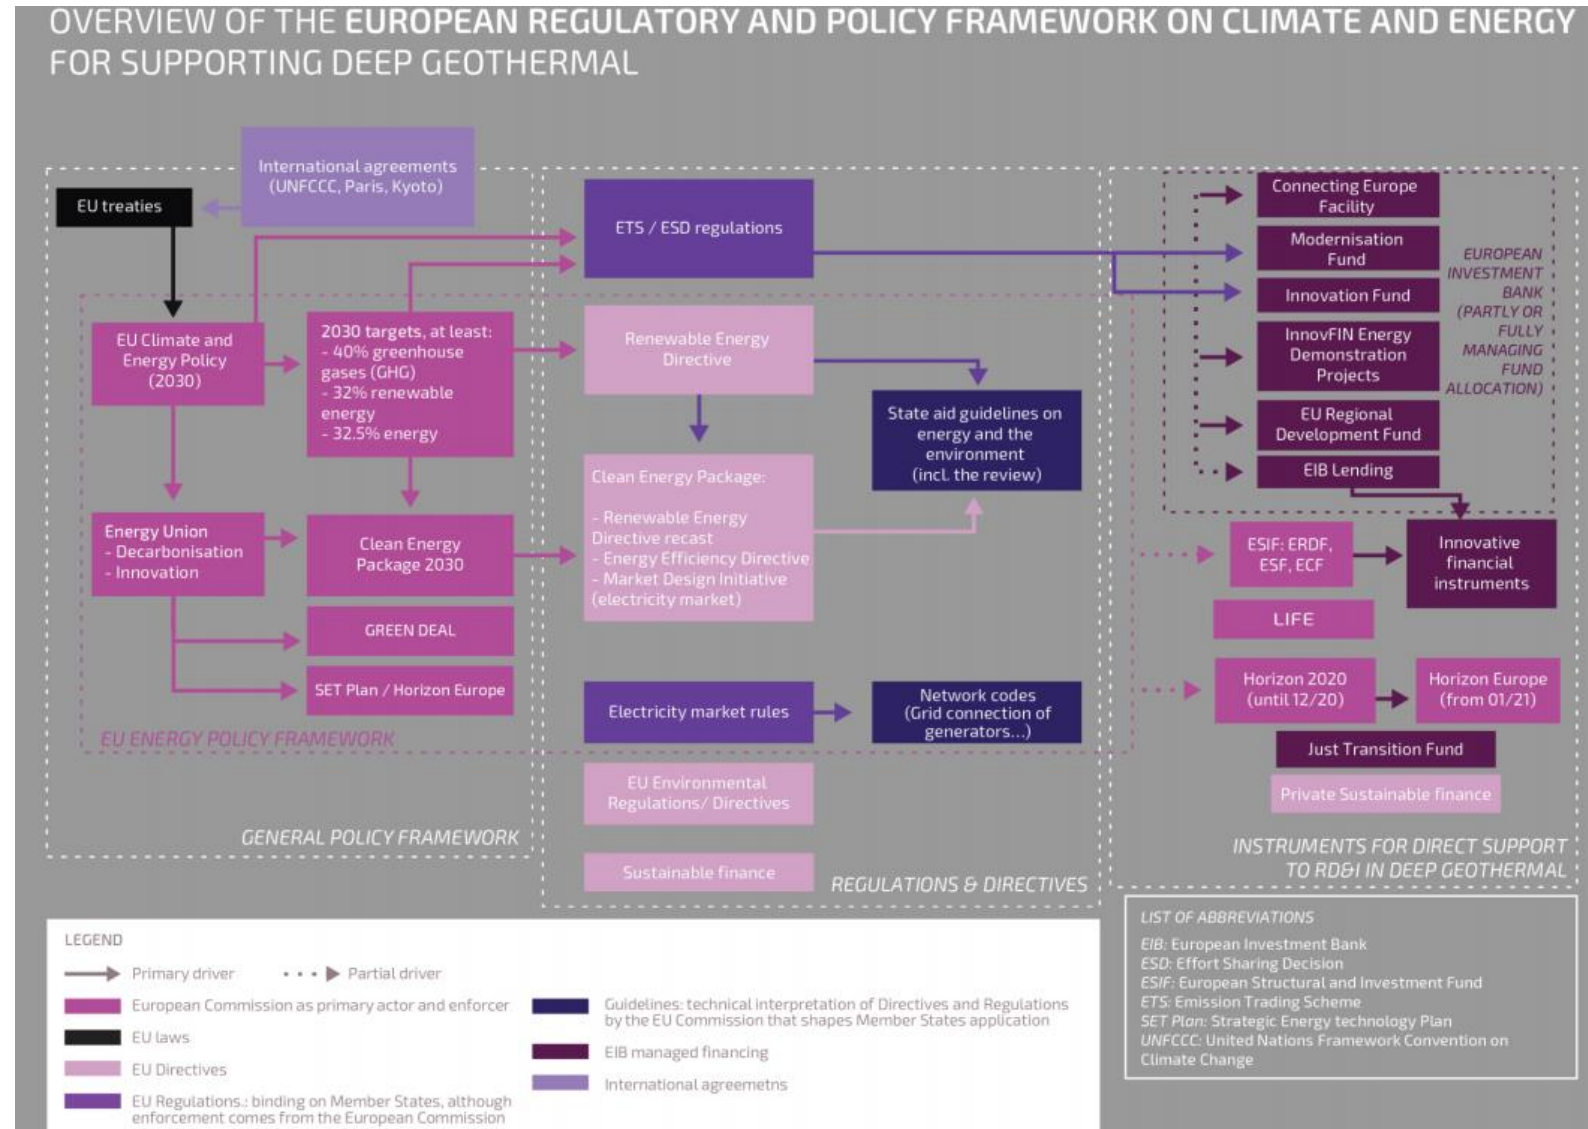 OVERVIEW OF THE EUROPEAN REGULATORY AND POLICY FRAMEWORK ON CLIMATE AND ENERGY
FOR SUPPORTING DEEP GEOTHERMAL
International agreements
(UNFCCC, Paris, Kyoto)
EU treaties
EU Climate and
Energy Policy
(2030)
2030 targets, at least:
- 40% greenhouse
gases (GHG)
- 32% renewable
energy
- 32.5% energy
Energy Union
- Decarbonisation
- Innovation
Clean Energy
Package 2030
GREEN DEAL
SET Plan / Horizon Europe
EU ENERGY POLICY FRAMEWORK
GENERAL POLICY FRAMEWORK
ETS / ESD regulations
Renewable Energy
Directive
State aid guidelines on
energy and the
environment
(incl. the review)
Clean Energy Package:
- Renewable Energy
Directive recast
- Energy Efficiency Directive
- Market Design Initiative
(electricity market)
Electricity market rules
Network codes
(Grid connection of
generators...)
EU Environmental
Regulations/ Directives
Sustainable finance
REGULATIONS & DIRECTIVES
Connecting Europe
Facility
Modernisation
Fund
Innovation Fund
InnovFIN Energy
Demonstration
Projects
EU Regional
Development Fund
EIB Lending
EUROPEAN
INVESTMENT
BANK
(PARTLY OR
FULLY
MANAGING
FUND
ALLOCATION)
ESIF: ERDF,
ESF, ECF
Innovative
financial
instruments
LIFE
Horizon 2020
(until 12/20)
Horizon Europe
(from 01/21)
Just Transition Fund
Private Sustainable finance
INSTRUMENTS FOR DIRECT SUPPORT
TO RD&I IN DEEP GEOTHERMAL
LEGEND
Primary driver
Partial driver
European Commission as primary actor and enforcer
EU laws
EU Directives
EU Regulations.: binding on Member States, although
enforcement comes from the European Commission
Guidelines: technical interpretation of Directives and Regulations
by the EU Commission that shapes Member States application
EIB managed financing
International agreemetns
LIST OF ABBREVIATIONS
EIB: European Investment Bank
ESD: Effort Sharing Decision
ESIF: European Structural and Investment Fund
ETS: Emission Trading Scheme
SET Plan: Strategic Energy technology Plan
UNFCCC: United Nations Framework Convention on
Climate Change